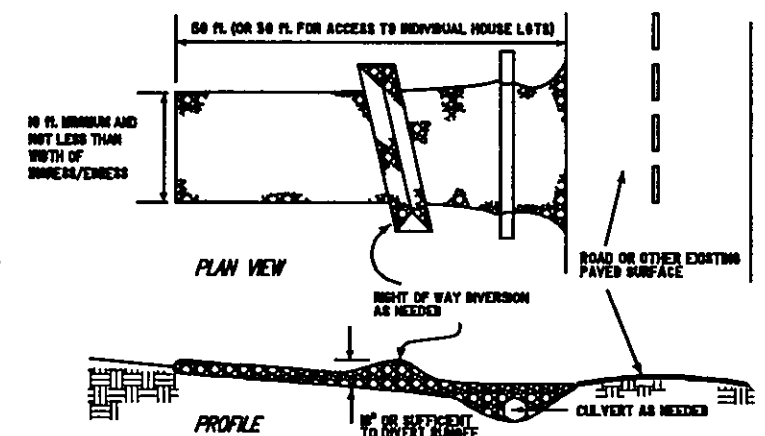 ft. (OR 30 ft. FOR ACCESS TO INDIVIDUAL HOUSE LOTS)
ft. MINIMUM AND
NOT LESS THAN
WIDTH OF
INGRESS/EGRESS
PLAN VIEW
RIGHT OF WAY DIVERSION
AS NEEDED
ROAD OR OTHER EXISTING
PAVED SURFACE
PROFILE
OR SUFFICIENT
TO DIVERT RUNOFF
CULVERT AS NEEDED